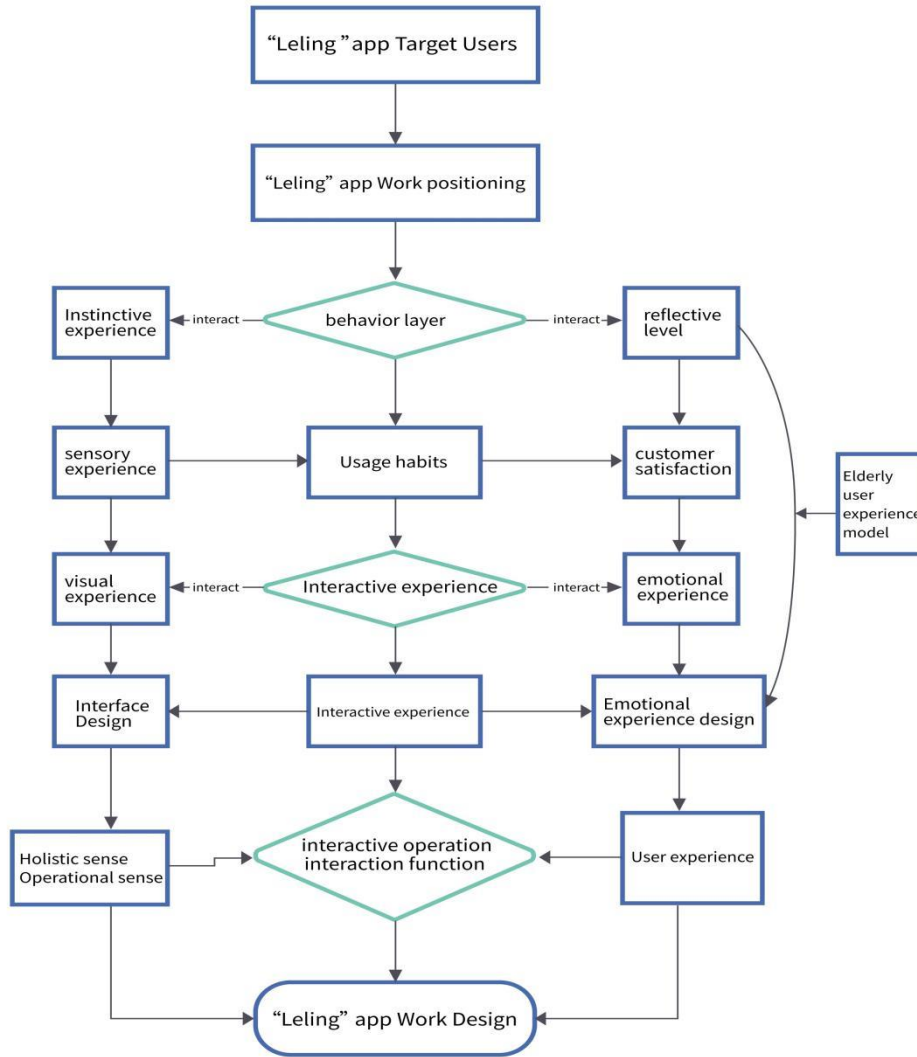 “Leling ”app Target Users
“Leling” app Work positioning
Instinctive
experience
interact
behavior layer
interact
reflective
level
sensory
experience
Usage habits
customer
satisfaction
Elderly
user
experience
model
visual
experience
interact
Interactive experience
interact
emotional
experience
Interface
Design
Interactive experience
Emotional
experience design
Holistic sense
Operational sense
interactive operation
interaction function
User experience
“Leling” app Work Design